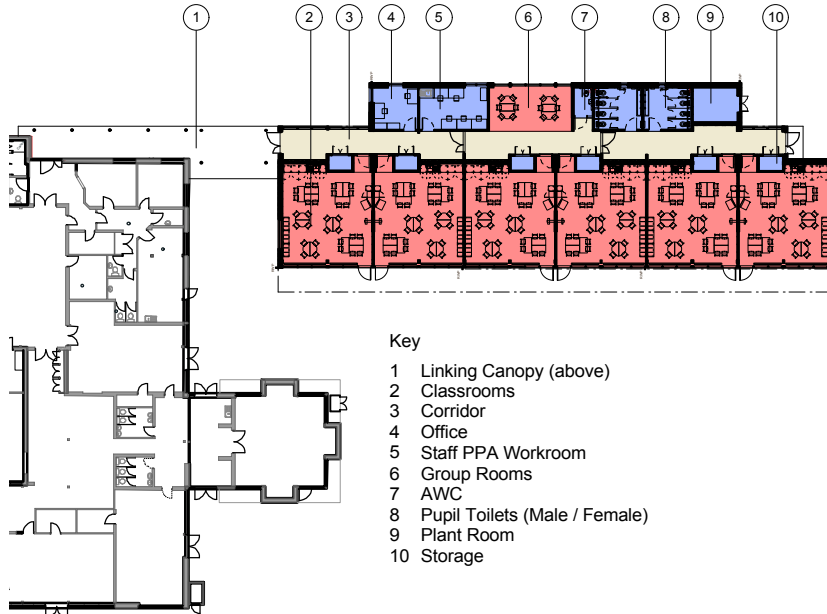 1 2 3 4 5 6 7 8 9 10
Key
1 Linking Canopy (above)
2 Classrooms
3 Corridor
4 Office
5 Staff PPA Workroom
6 Group Rooms
7 AWC
8 Pupil Toilets (Male / Female)
9 Plant Room
10 Storage